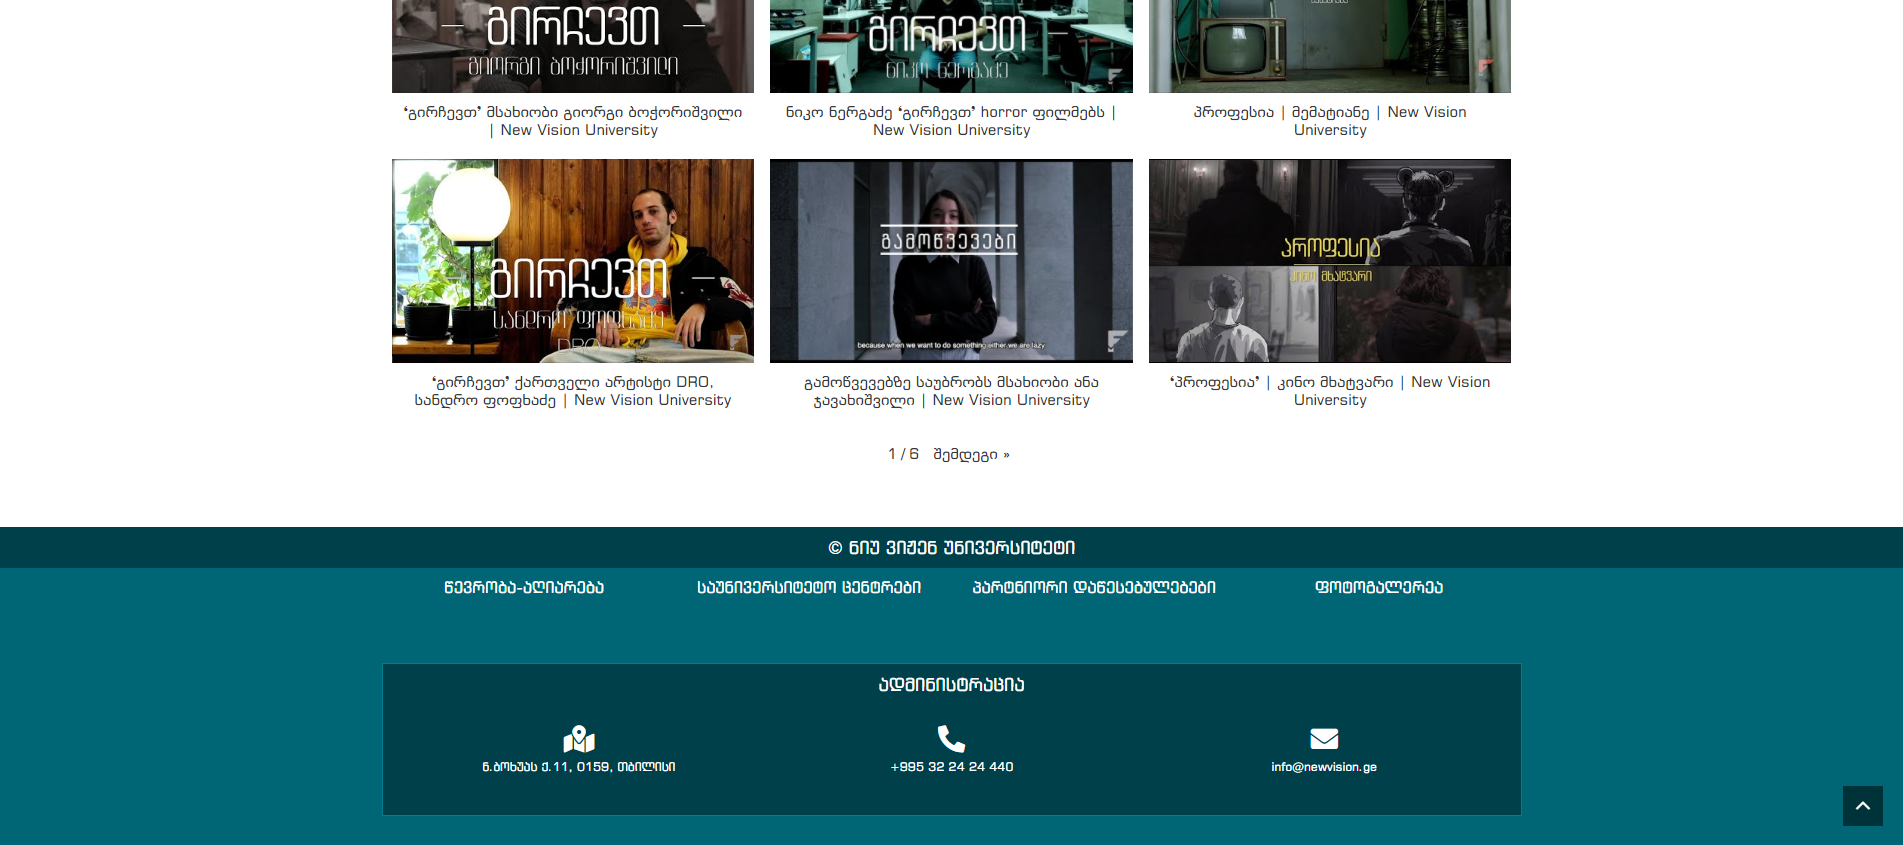 გირჩევთ
გიორგი ბოჭორიშვილი
გირჩევთ
ნიკო ნერგაძე
‘გირჩევთ’ მსახიობი გიორგი ბოჭორიშვილი
| New Vision University
ნიკო ნერგაძე ‘გირჩევთ’ horror ფილმებს |
New Vision University
პროფესია | მემატიანე | New Vision
University
გირჩევთ
სანდრო ფოფხაძე
DRO
გამოწვევები
because when we want to do something either we are lazy
პროფესია
კინო მხატვარი
‘გირჩევთ’ ქართველი არტისტი DRO,
სანდრო ფოფხაძე | New Vision University
გამოწვევებზე საუბრობს მსახიობი ანა
ჯავახიშვილი | New Vision University
‘პროფესია’ | კინო მხატვარი | New Vision
University
1 / 6 შემდეგი »
© ნიუ ვიჟენ უნივერსიტეტი
წევრობა-აღიარება
საუნივერსიტეტო ცენტრები
პარტნიორი დაწესებულებები
ფოტოგალერეა
ადმინისტრაცია
ნ.ბოხუას ქ.11, 0159, თბილისი
+995 32 24 24 440
info@newvision.ge